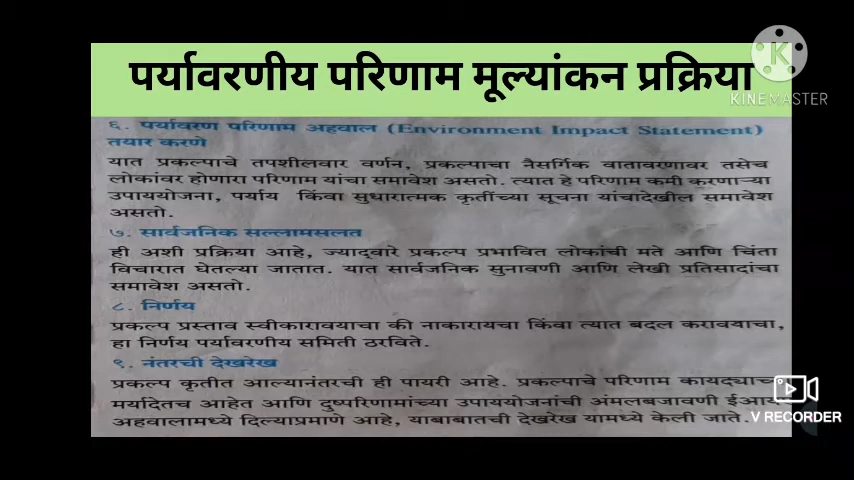 पर्यावरणीय परिणाम मूल्यांकन प्रक्रिया
KINEMASTER
६. पर्यावरण परिणाम अहवाल (Environment Impact Statement)
तयार करणे
यात प्रकल्पाचे तपशीलवार वर्णन, प्रकल्पाचा नैसर्गिक वातावरणावर तसेच
लोकांवर होणारा परिणाम यांचा समावेश असतो. त्यात हे परिणाम कमी करणाऱ्या
उपाययोजना, पर्याय किंवा सुधारात्मक कृतींच्या सूचना यांचादेखील समावेश
असतो.
७. सार्वजनिक सल्लामसलत
ही अशी प्रक्रिया आहे, ज्याद्वारे प्रकल्प प्रभावित लोकांची मते आणि चिंता
विचारात घेतल्या जातात. यात सार्वजनिक सुनावणी आणि लेखी प्रतिसादांचा
समावेश असतो.
८. निर्णय
प्रकल्प प्रस्ताव स्वीकारावयाचा की नाकारायचा किंवा त्यात बदल करावयाचा,
हा निर्णय पर्यावरणीय समिती ठरविते.
९. नंतरची देखरेख
प्रकल्प कृतीत आल्यानंतरची ही पायरी आहे. प्रकल्पाचे परिणाम कायद्याच्या
मर्यादेतच आहेत आणि दुष्परिणामांच्या उपाययोजनांची अंमलबजावणी ईआय
अहवालामध्ये दिल्याप्रमाणे आहे, याबाबातची देखरेख यामध्ये केली जाते.
V RECORDER